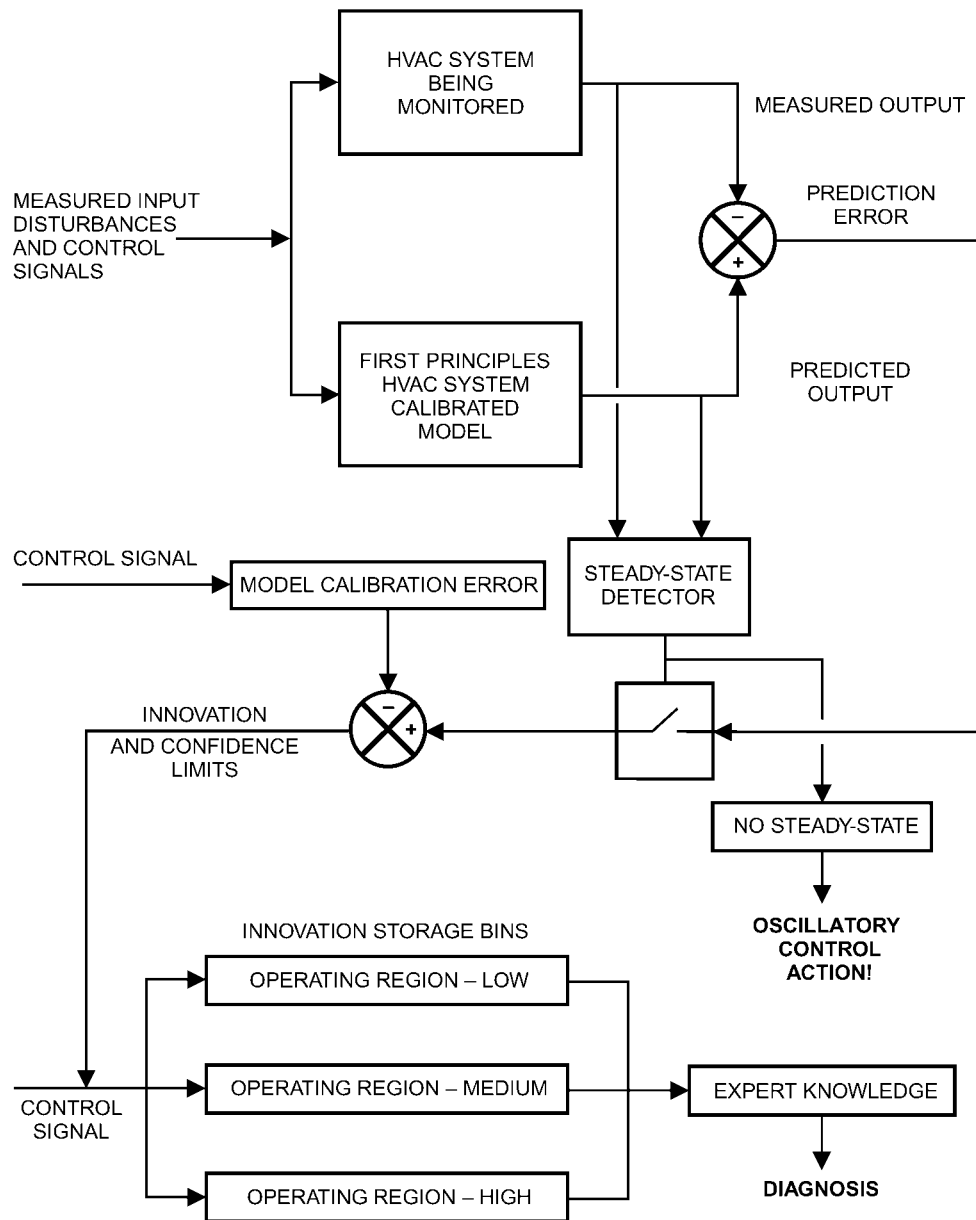 HVAC SYSTEM
BEING
MONITORED
MEASURED OUTPUT
MEASURED INPUT
DISTURBANCES
AND CONTROL
SIGNALS
−
+
PREDICTION
ERROR
FIRST PRINCIPLES
HVAC SYSTEM
CALIBRATED
MODEL
PREDICTED
OUTPUT
CONTROL SIGNAL
MODEL CALIBRATION ERROR
STEADY-STATE
DETECTOR
−
+
INNOVATION
AND CONFIDENCE
LIMITS
NO STEADY-STATE
OSCILLATORY
CONTROL
ACTION!
INNOVATION STORAGE BINS
OPERATING REGION – LOW
OPERATING REGION – MEDIUM
OPERATING REGION – HIGH
CONTROL
SIGNAL
EXPERT KNOWLEDGE
DIAGNOSIS